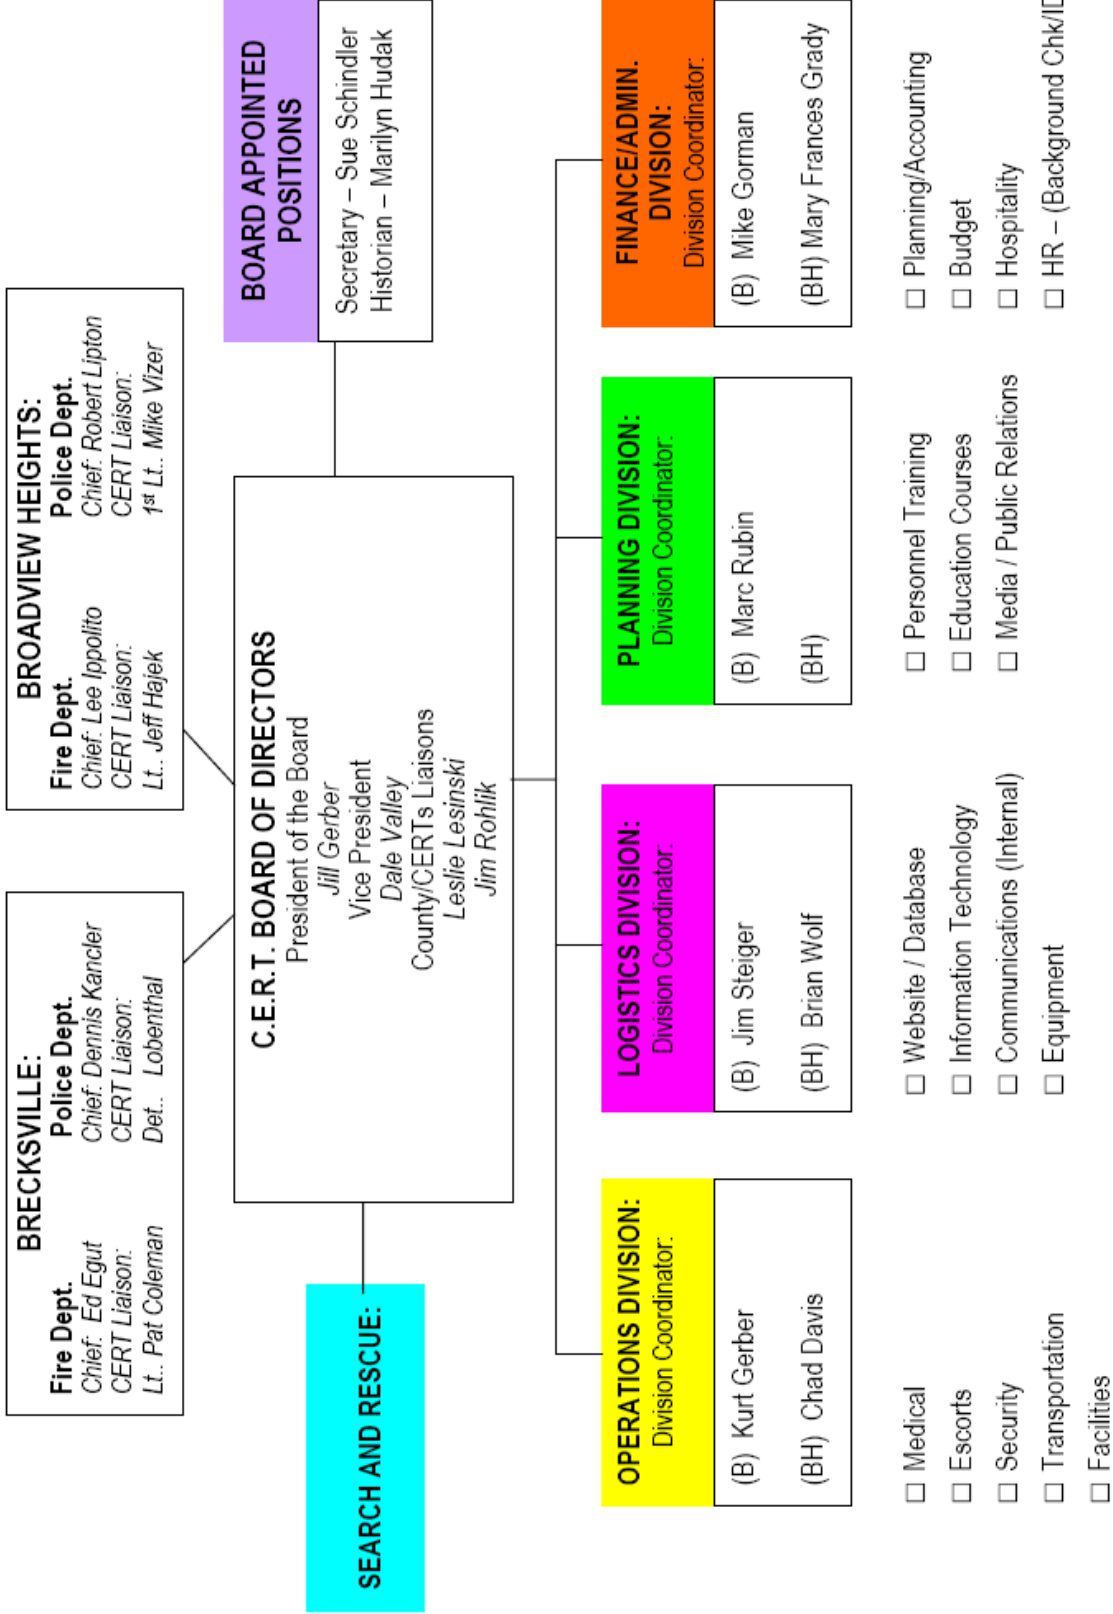 BRECKSVILLE:
Fire Dept.
Chief: Ed Egut
CERT Liaison:
Lt.. Pat Coleman
Police Dept.
Chief: Dennis Kancler
CERT Liaison:
Det.. Lobenthal
BROADVIEW HEIGHTS:
Fire Dept.
Chief: Lee Ippolito
CERT Liaison:
Lt.. Jeff Hajek
Police Dept.
Chief: Robert Lipton
CERT Liaison:
1st Lt.. Mike Vizer
SEARCH AND RESCUE:
C.E.R.T. BOARD OF DIRECTORS
President of the Board
Jill Gerber
Vice President
Dale Valley
County/CERTs Liaisons
Leslie Lesinski
Jim Rohlik
BOARD APPOINTED
POSITIONS
Secretary – Sue Schindler
Historian – Marilyn Hudak
OPERATIONS DIVISION:
Division Coordinator:
(B) Kurt Gerber
(BH) Chad Davis
□ Medical
□ Escorts
□ Security
□ Transportation
□ Facilities
LOGISTICS DIVISION:
Division Coordinator:
(B) Jim Steiger
(BH) Brian Wolf
□ Website / Database
□ Information Technology
□ Communications (Internal)
□ Equipment
PLANNING DIVISION:
Division Coordinator:
(B) Marc Rubin
(BH)
□ Personnel Training
□ Education Courses
□ Media / Public Relations
FINANCE/ADMIN.
DIVISION:
Division Coordinator:
(B) Mike Gorman
(BH) Mary Frances Grady
□ Planning/Accounting
□ Budget
□ Hospitality
□ HR – (Background Chk/ID